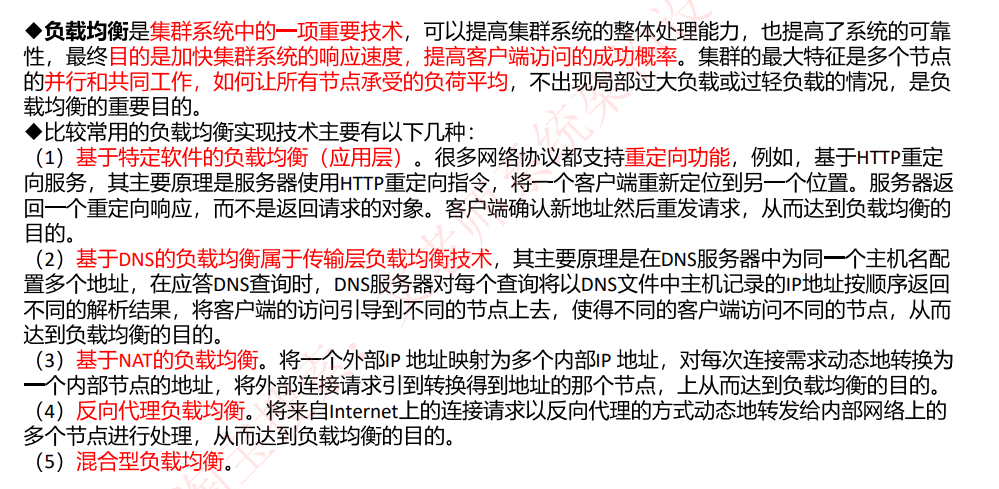 ◆负载均衡是集群系统中的一项重要技术，可以提高集群系统的整体处理能力，也提高了系统的可靠
性，最终目的是加快集群系统的响应速度，提高客户端访问的成功概率。集群的最大特征是多个节点
的并行和共同工作，如何让所有节点承受的负荷平均，不出现局部过大负载或过轻负载的情况，是负
载均衡的重要目的。
◆比较常用的负载均衡实现技术主要有以下几种：
（1）基于特定软件的负载均衡（应用层）。很多网络协议都支持重定向功能，例如，基于HTTP重定
向服务，其主要原理是服务器使用HTTP重定向指令，将一个客户端重新定位到另一个位置。服务器返
回一个重定向响应，而不是返回请求的对象。客户端确认新地址然后重发请求，从而达到负载均衡的
目的。
（2）基于DNS的负载均衡属于传输层负载均衡技术，其主要原理是在DNS服务器中为同一个主机名配
置多个地址，在应答DNS查询时，DNS服务器对每个查询将以DNS文件中主机记录的IP地址按顺序返回
不同的解析结果，将客户端的访问引导到不同的节点上去，使得不同的客户端访问不同的节点，从而
达到负载均衡的目的。
（3）基于NAT的负载均衡。将一个外部IP 地址映射为多个内部IP 地址，对每次连接需求动态地转换为
一个内部节点的地址，将外部连接请求引到转换得到地址的那个节点，上从而达到负载均衡的目的。
（4）反向代理负载均衡。将来自Internet上的连接请求以反向代理的方式动态地转发给内部网络上的
多个节点进行处理，从而达到负载均衡的目的。
（5）混合型负载均衡。